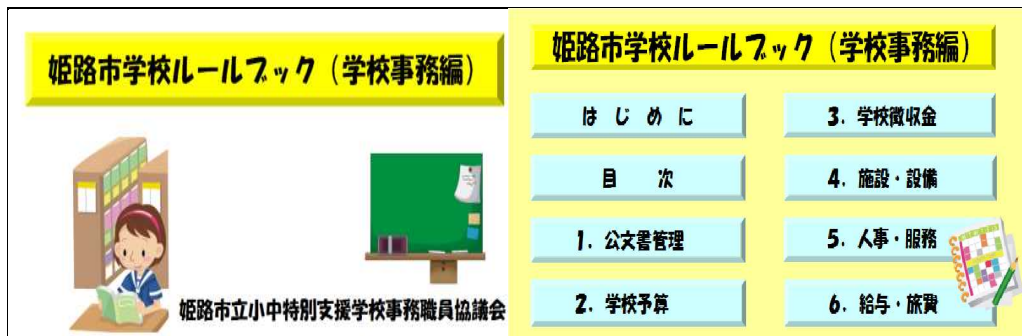 姫路市学校ルールブック（学校事務編）
姫路市立小中特別支援学校事務職員協議会
姫路市学校ルールブック（学校事務編）
はじめに
目次
1．公文書管理
2．学校予算
3．学校徴収金
4．施設・設備
5．人事・服務
6．給与・旅費